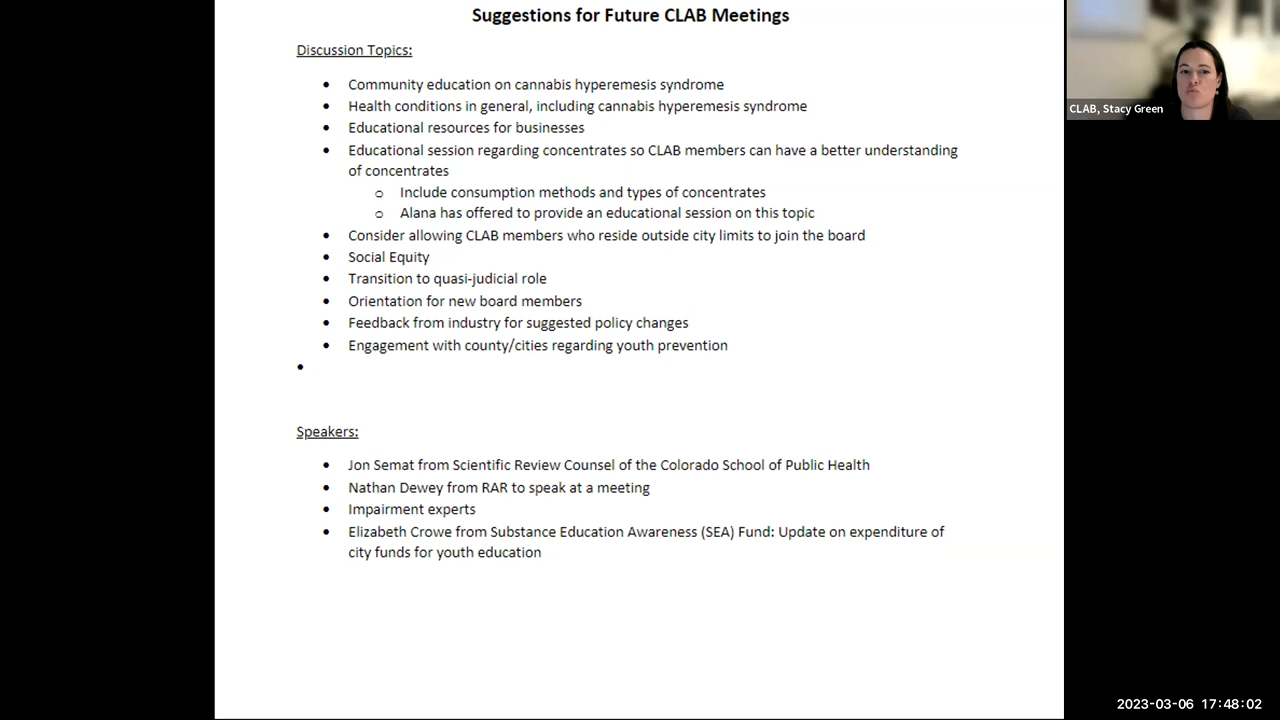 Suggestions for Future CLAB Meetings
Discussion Topics:
• Community education on cannabis hyperemesis syndrome
• Health conditions in general, including cannabis hyperemesis syndrome
• Educational resources for businesses
• Educational session regarding concentrates so CLAB members can have a better understanding
of concentrates
o Include consumption methods and types of concentrates
o Alana has offered to provide an educational session on this topic
• Consider allowing CLAB members who reside outside city limits to join the board
• Social Equity
• Transition to quasi-judicial role
• Orientation for new board members
• Feedback from industry for suggested policy changes
• Engagement with county/cities regarding youth prevention
•
Speakers:
• Jon Semat from Scientific Review Counsel of the Colorado School of Public Health
• Nathan Dewey from RAR to speak at a meeting
• Impairment experts
• Elizabeth Crowe from Substance Education Awareness (SEA) Fund: Update on expenditure of
city funds for youth education
CLAB, Stacy Green
2023-03-06 17:48:02